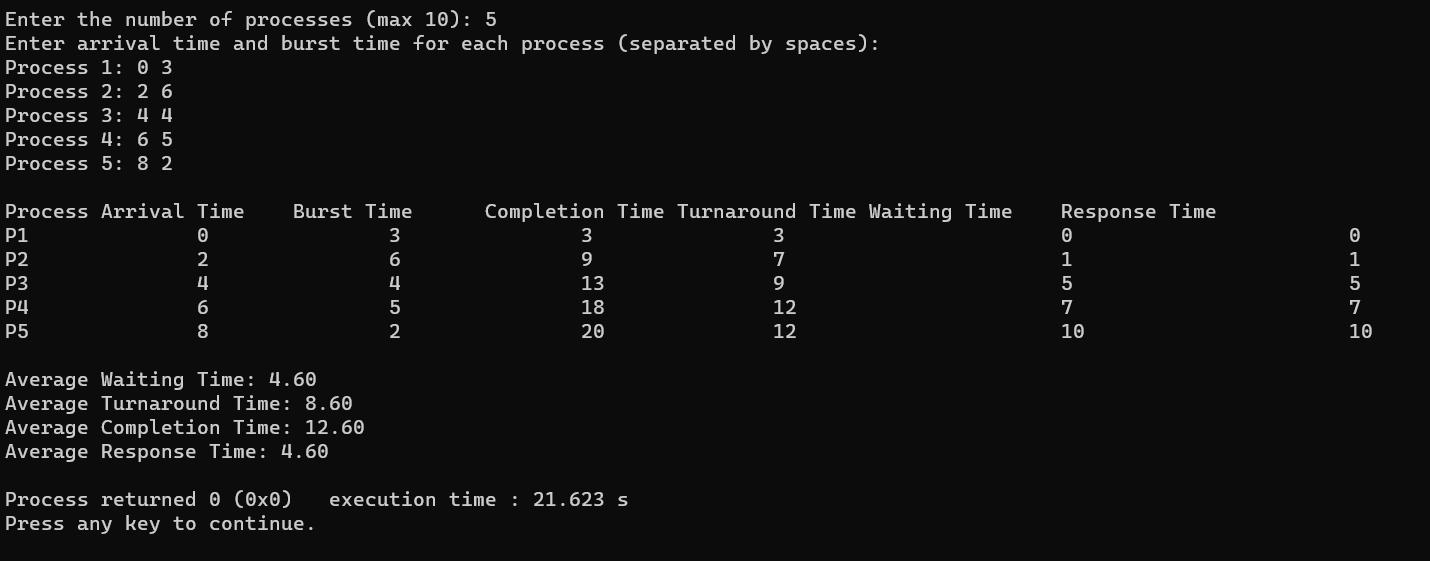 Enter the number of processes (max 10): 5
Enter arrival time and burst time for each process (separated by spaces):
Process 1: 0 3
Process 2: 2 6
Process 3: 4 4
Process 4: 6 5
Process 5: 8 2

Process Arrival Time    Burst Time      Completion Time Turnaround Time Waiting Time    Response Time
P1              0               3               3               3                       0                       0
P2              2               6               9               7                       1                       1
P3              4               4               13              9                       5                       5
P4              6               5               18              12                      7                       7
P5              8               2               20              12                      10                      10

Average Waiting Time: 4.60
Average Turnaround Time: 8.60
Average Completion Time: 12.60
Average Response Time: 4.60

Process returned 0 (0x0)   execution time : 21.623 s
Press any key to continue.